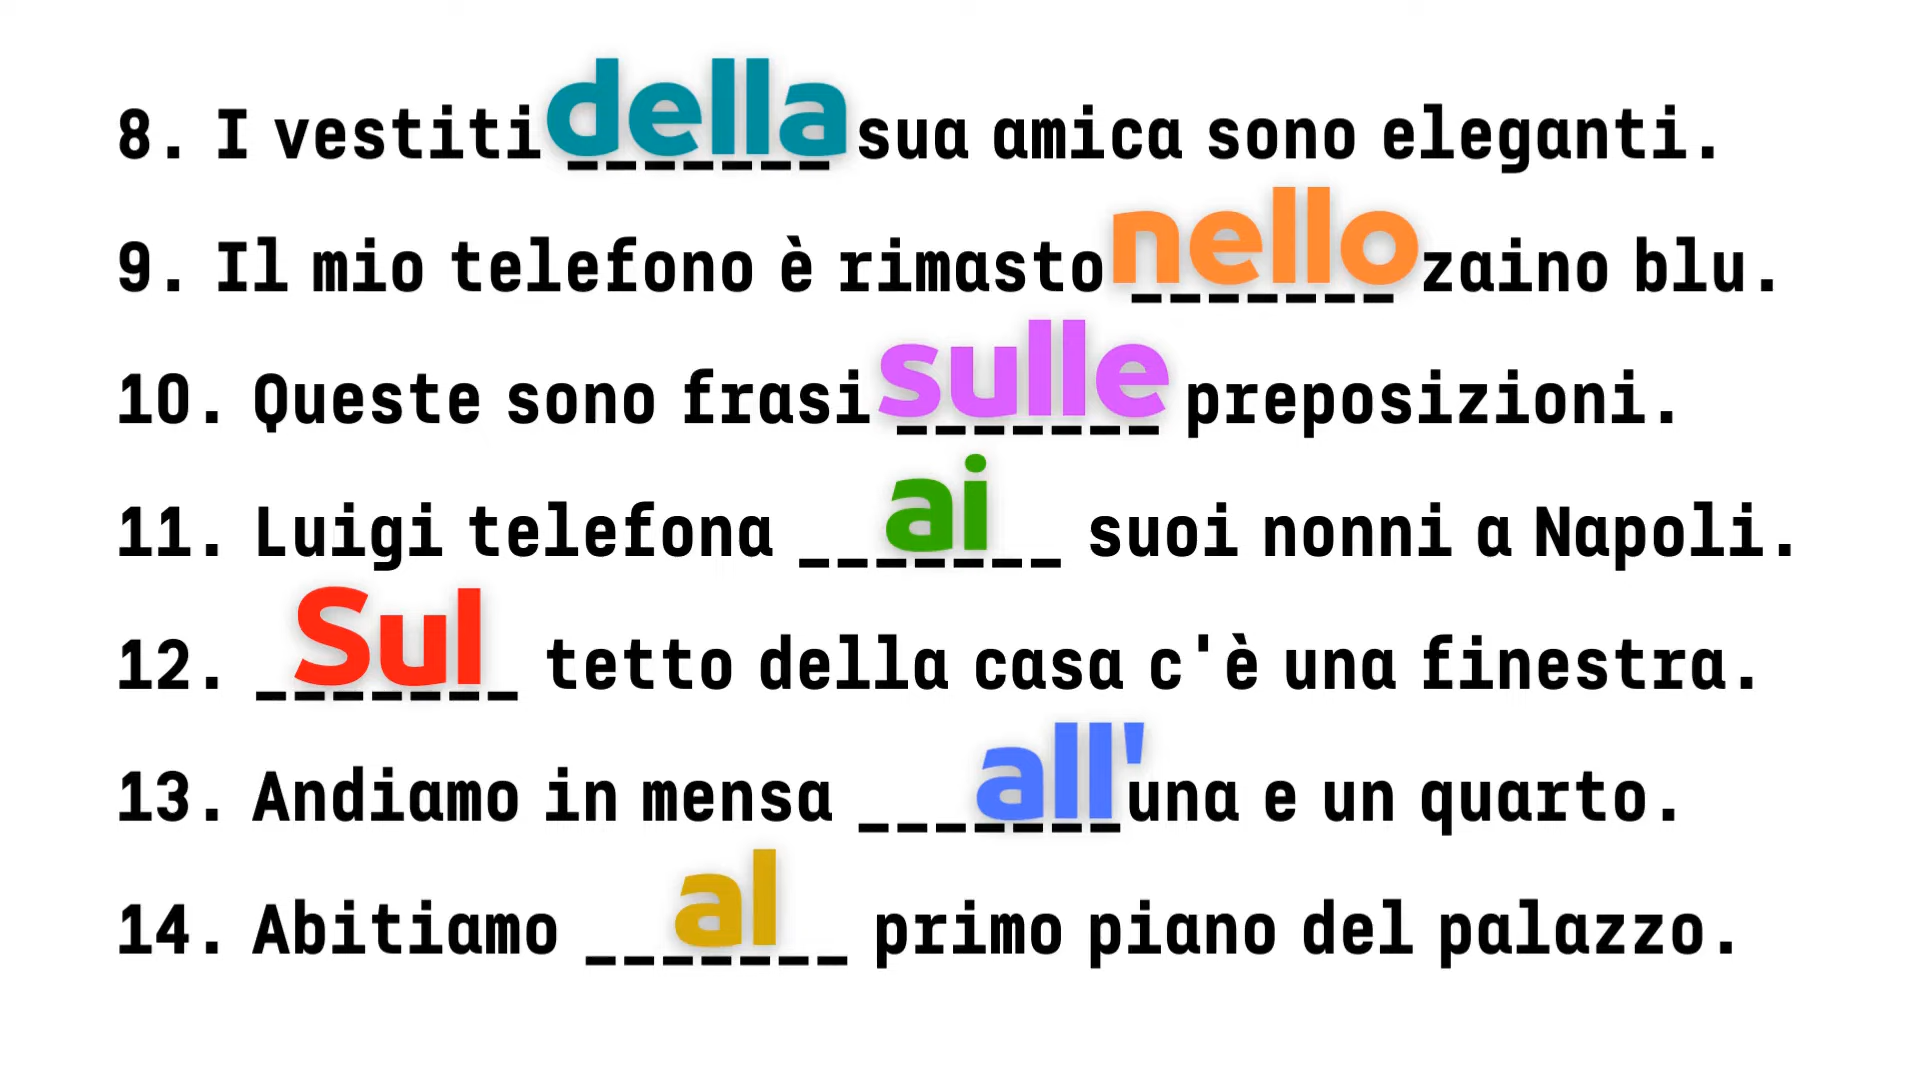 8. I vestiti della sua amica sono eleganti.
9. Il mio telefono è rimasto nello zaino blu.
10. Queste sono frasi sulle preposizioni.
11. Luigi telefona ai suoi nonni a Napoli.
12. Sul tetto della casa c'è una finestra.
13. Andiamo in mensa all'una e un quarto.
14. Abitiamo al primo piano del palazzo.